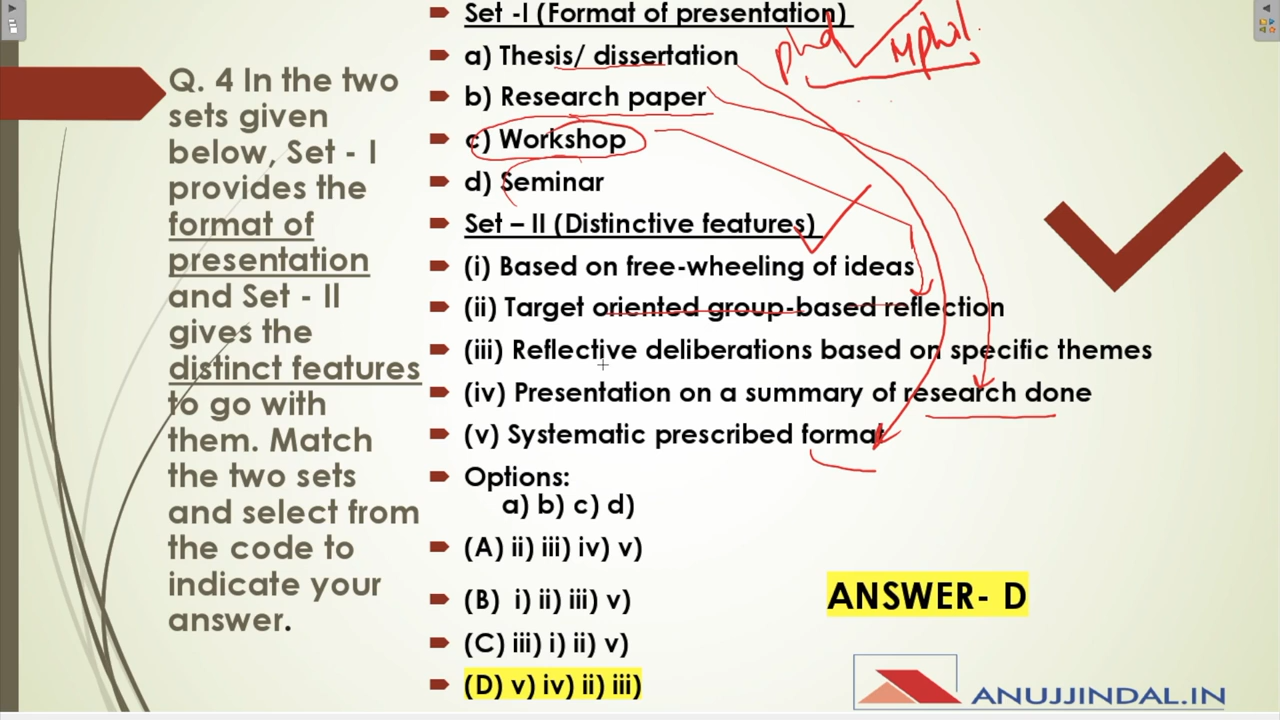 Q. 4 In the two
sets given
below, Set - I
provides the
format of
presentation
and Set - II
gives the
distinct features
to go with
them. Match
the two sets
and select from
the code to
indicate your
answer.
Set -I (Format of presentation)
a) Thesis/ dissertation
b) Research paper
c) Workshop
d) Seminar
Set – II (Distinctive features)
(i) Based on free-wheeling of ideas
(ii) Target oriented group-based reflection
(iii) Reflective deliberations based on specific themes
(iv) Presentation on a summary of research done
(v) Systematic prescribed format
Options:
a) b) c) d)
(A) ii) iii) iv) v)
(B) i) ii) iii) v)
(C) iii) i) ii) v)
(D) v) iv) ii) iii)
phd Mphil.
ANSWER- D
ANUJJINDAL.IN